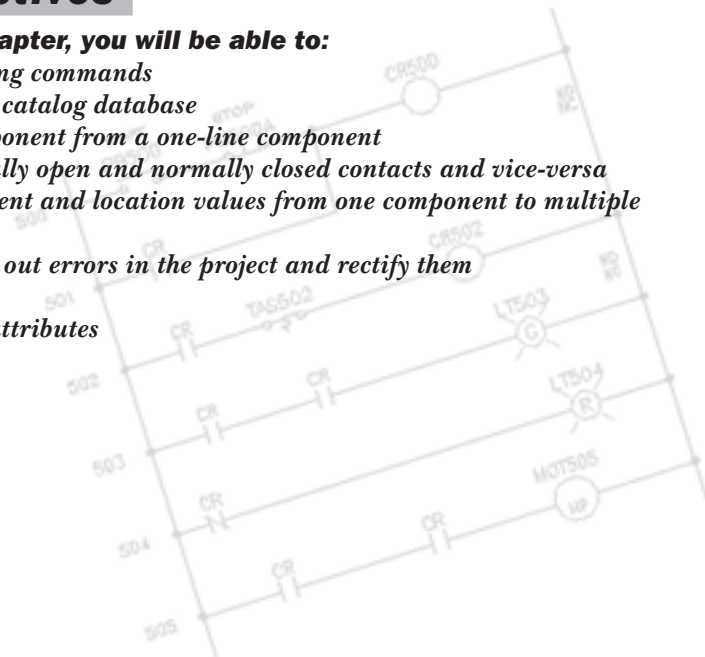 apter, you will be able to:
ng commands
catalog database
ponent from a one-line component
lly open and normally closed contacts and vice-versa
ent and location values from one component to multiple
out errors in the project and rectify them
attributes
CR500
STOP
500
CR
CR502
501
TAS502
LT503
CR
G
502
CR
CR
LT504
R
503
CR
MOT505
HP
504
CR
CR
505